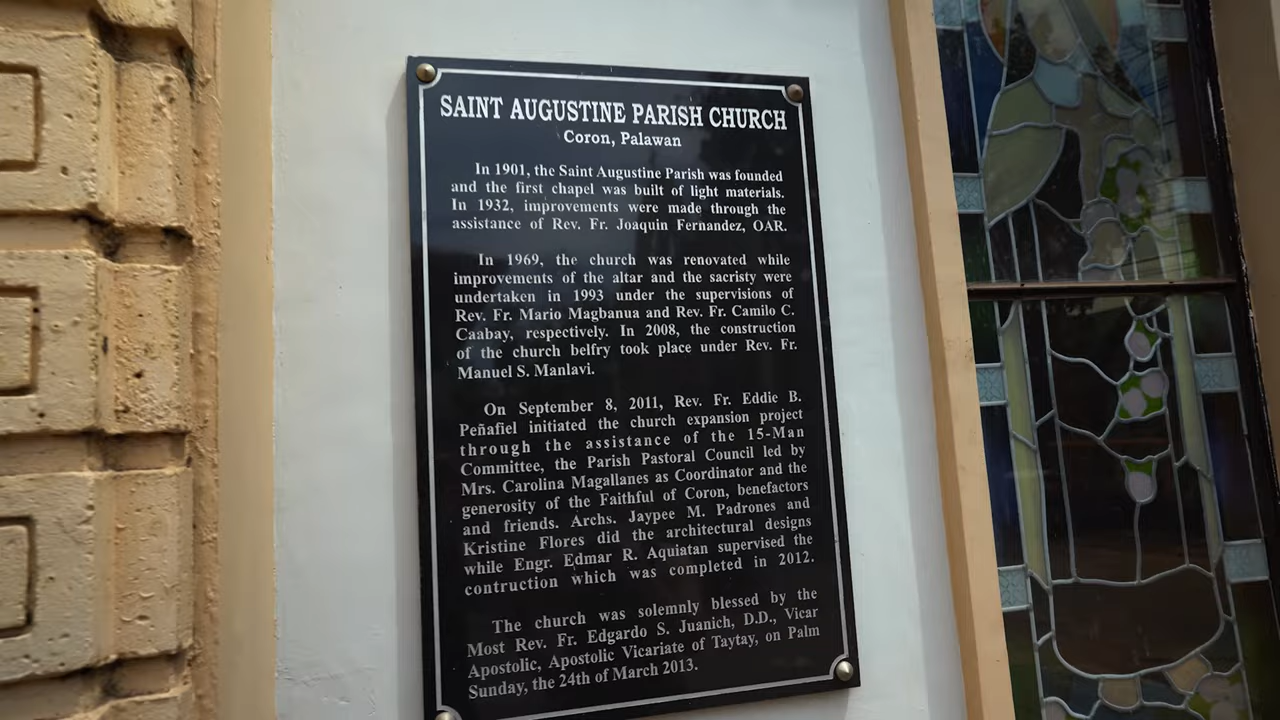 SAINT AUGUSTINE PARISH CHURCH
Coron, Palawan
In 1901, the Saint Augustine Parish was founded
and the first chapel was built of light materials.
In 1932, improvements were made through the
assistance of Rev. Fr. Joaquin Fernandez, OAR.
In 1969, the church was renovated while
improvements of the altar and the sacristy were
undertaken in 1993 under the supervisions of
Rev. Fr. Mario Magbanua and Rev. Fr. Camilo C.
Caabay, respectively. In 2008, the construction
of the church belfry took place under Rev. Fr.
Manuel S. Manlavi.
On September 8, 2011, Rev. Fr. Eddie B.
Peñafiel initiated the church expansion project
through the assistance of the 15-Man
Committee, the Parish Pastoral Council led by
Mrs. Carolina Magallanes as Coordinator and the
generosity of the Faithful of Coron, benefactors
and friends. Archs. Jaypee M. Padrones and
Kristine Flores did the architectural designs
while Engr. Edmar R. Aquiatan supervised the
contruction which was completed in 2012.
The church was solemnly blessed by the
Most Rev. Fr. Edgardo S. Juanich, D.D., Vicar
Apostolic, Apostolic Vicariate of Taytay, on Palm
Sunday, the 24th of March 2013.